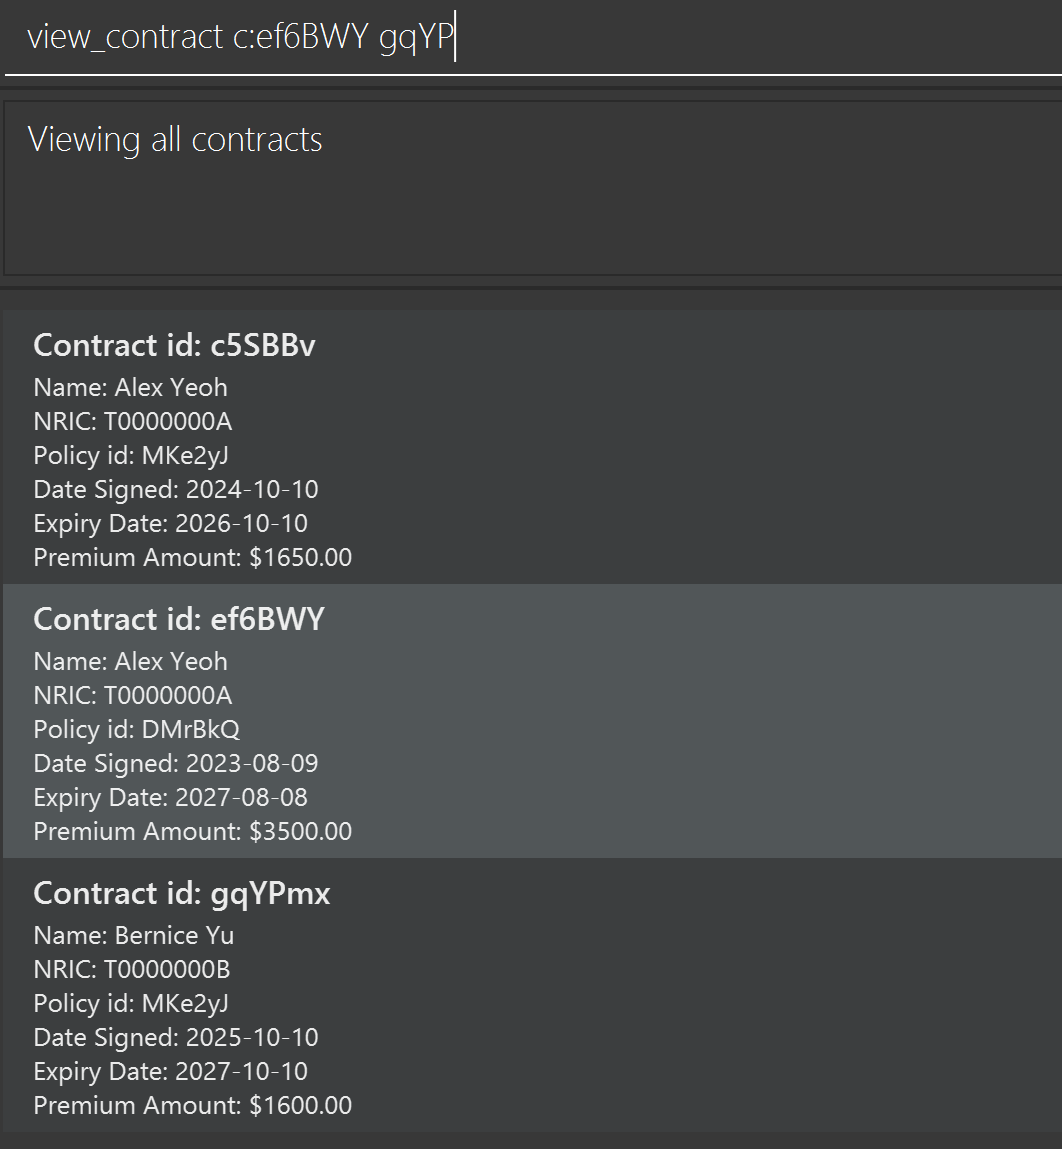 view_contract c:ef6BWY gqYP
Viewing all contracts
Contract id: c5SBBv
Name: Alex Yeoh
NRIC: T0000000A
Policy id: MKe2yJ
Date Signed: 2024-10-10
Expiry Date: 2026-10-10
Premium Amount: $1650.00
Contract id: ef6BWY
Name: Alex Yeoh
NRIC: T0000000A
Policy id: DMrBkQ
Date Signed: 2023-08-09
Expiry Date: 2027-08-08
Premium Amount: $3500.00
Contract id: gqYPmx
Name: Bernice Yu
NRIC: T0000000B
Policy id: MKe2yJ
Date Signed: 2025-10-10
Expiry Date: 2027-10-10
Premium Amount: $1600.00